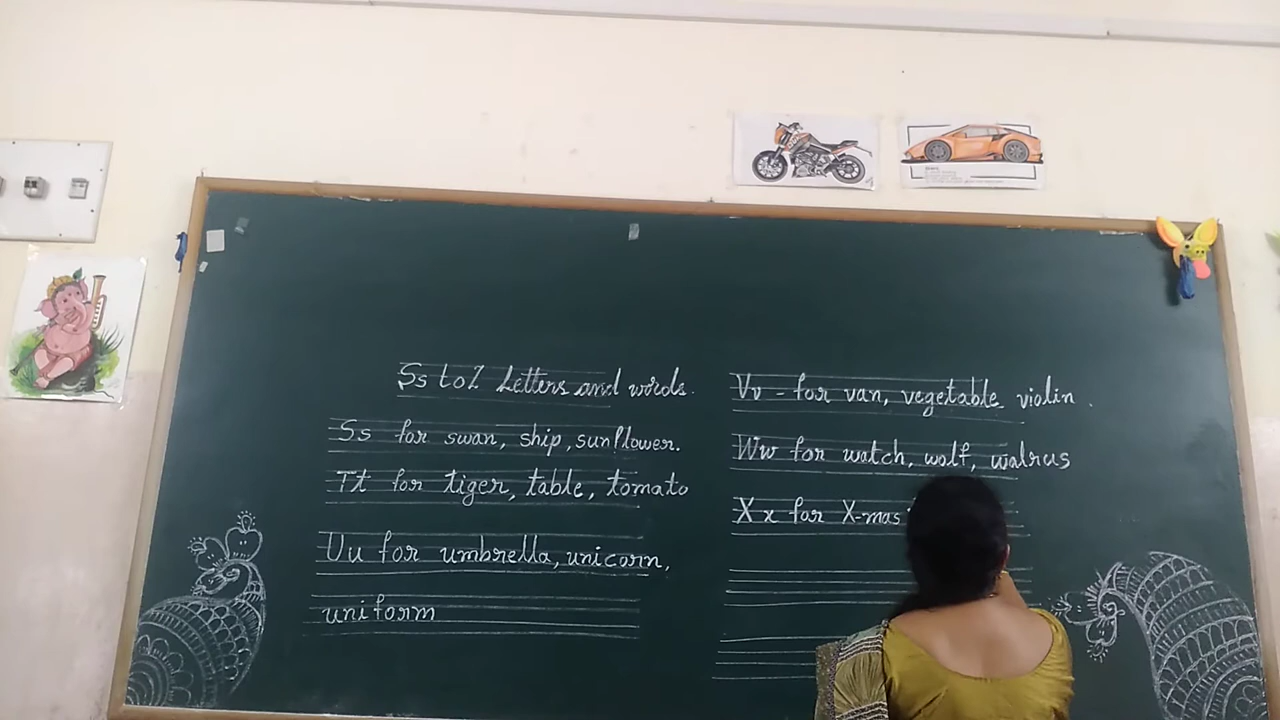 Ss to Z Letters and words.
Ss for swan, ship, sunflower.
Tt for tiger, table, tomato
Uu for umbrella, unicorn,
uniform
Vv - for van, vegetable violin .
Ww for watch, wolf, walrus
Xx for X-mas